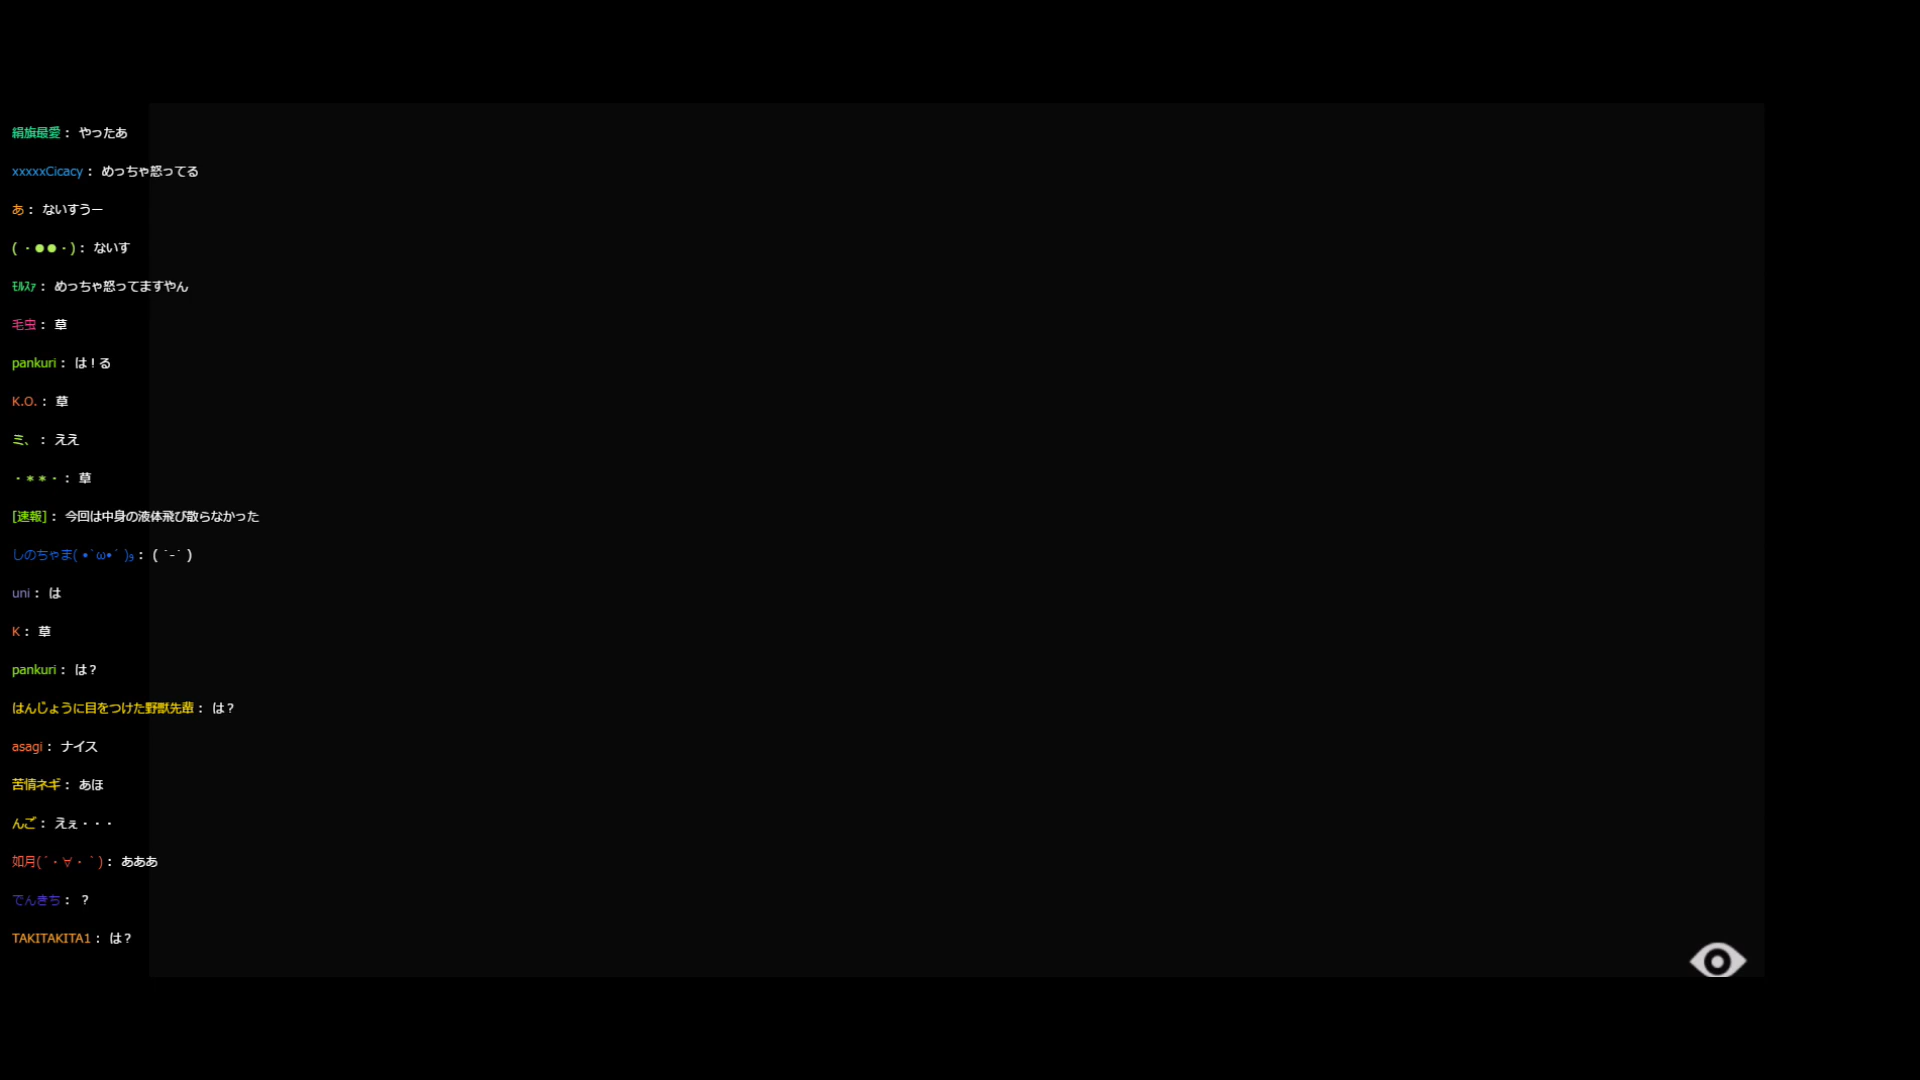 絹旗最愛： やったあ
xxxxxCicacy： めっちゃ怒ってる
あ： ないすうー
(・●●・)： ないす
ﾓﾙｽｧ： めっちゃ怒ってますやん
毛虫： 草
pankuri： は！る
K.O.： 草
ミ、： ええ
・＊＊・： 草
[速報]： 今回は中身の液体飛び散らなかった
しのちゃま( •˙ω•˙ )₃： ( ˙-˙ )
uni： は
K： 草
pankuri： は？
はんじょうに目をつけた野獣先輩： は？
asagi： ナイス
苦情ネギ： あほ
んご： えぇ・・・
如月(´・∀・｀)： あああ
でんきち： ？
TAKITAKITA1： は？